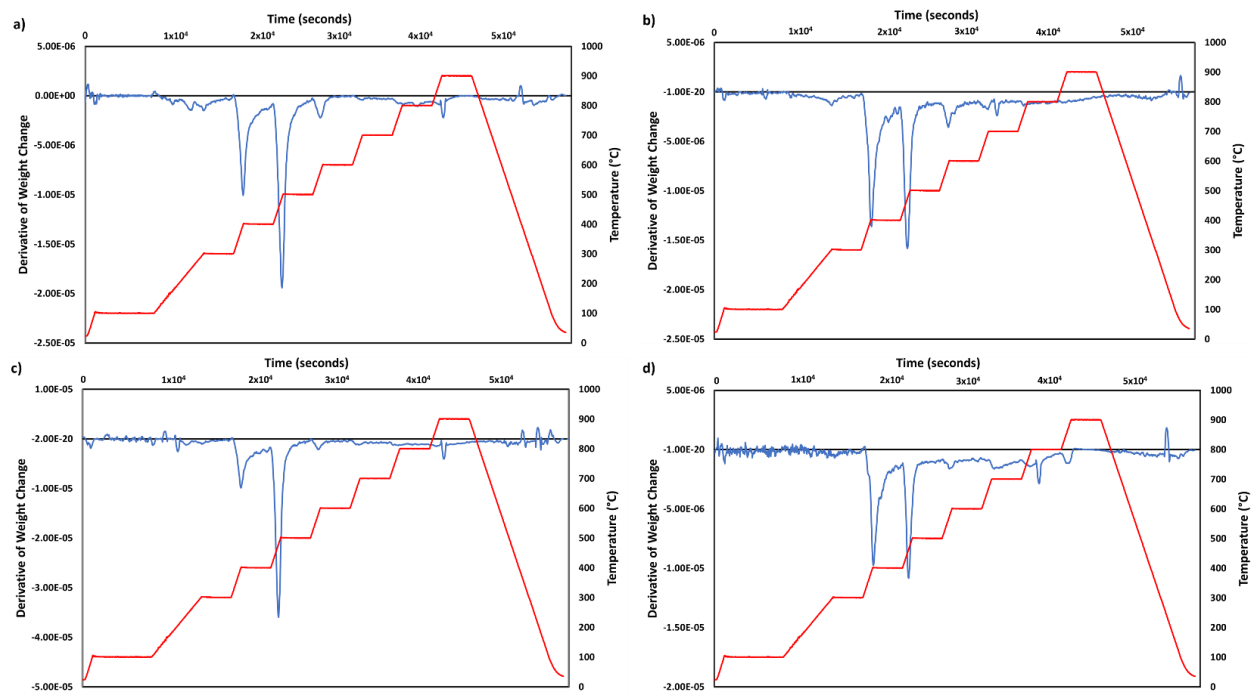 a)
Time (seconds)
0 1x10⁴ 2x10⁴ 3x10⁴ 4x10⁴ 5x10⁴
5.00E-06
0.00E+00
-5.00E-06
-1.00E-05
-1.50E-05
-2.00E-05
-2.50E-05
Derivative of Weight Change
1000
900
800
700
600
500
400
300
200
100
0
Temperature (°C)
b)
Time (seconds)
0 1x10⁴ 2x10⁴ 3x10⁴ 4x10⁴ 5x10⁴
5.00E-06
-1.00E-20
-5.00E-06
-1.00E-05
-1.50E-05
-2.00E-05
-2.50E-05
Derivative of Weight Change
1000
900
800
700
600
500
400
300
200
100
0
Temperature (°C)
c)
Time (seconds)
0 1x10⁴ 2x10⁴ 3x10⁴ 4x10⁴ 5x10⁴
1.00E-05
-2.00E-20
-1.00E-05
-2.00E-05
-3.00E-05
-4.00E-05
-5.00E-05
Derivative of Weight Change
1000
900
800
700
600
500
400
300
200
100
0
Temperature (°C)
d)
Time (seconds)
0 1x10⁴ 2x10⁴ 3x10⁴ 4x10⁴ 5x10⁴
5.00E-06
-1.00E-20
-5.00E-06
-1.00E-05
-1.50E-05
-2.00E-05
Derivative of Weight Change
1000
900
800
700
600
500
400
300
200
100
0
Temperature (°C)